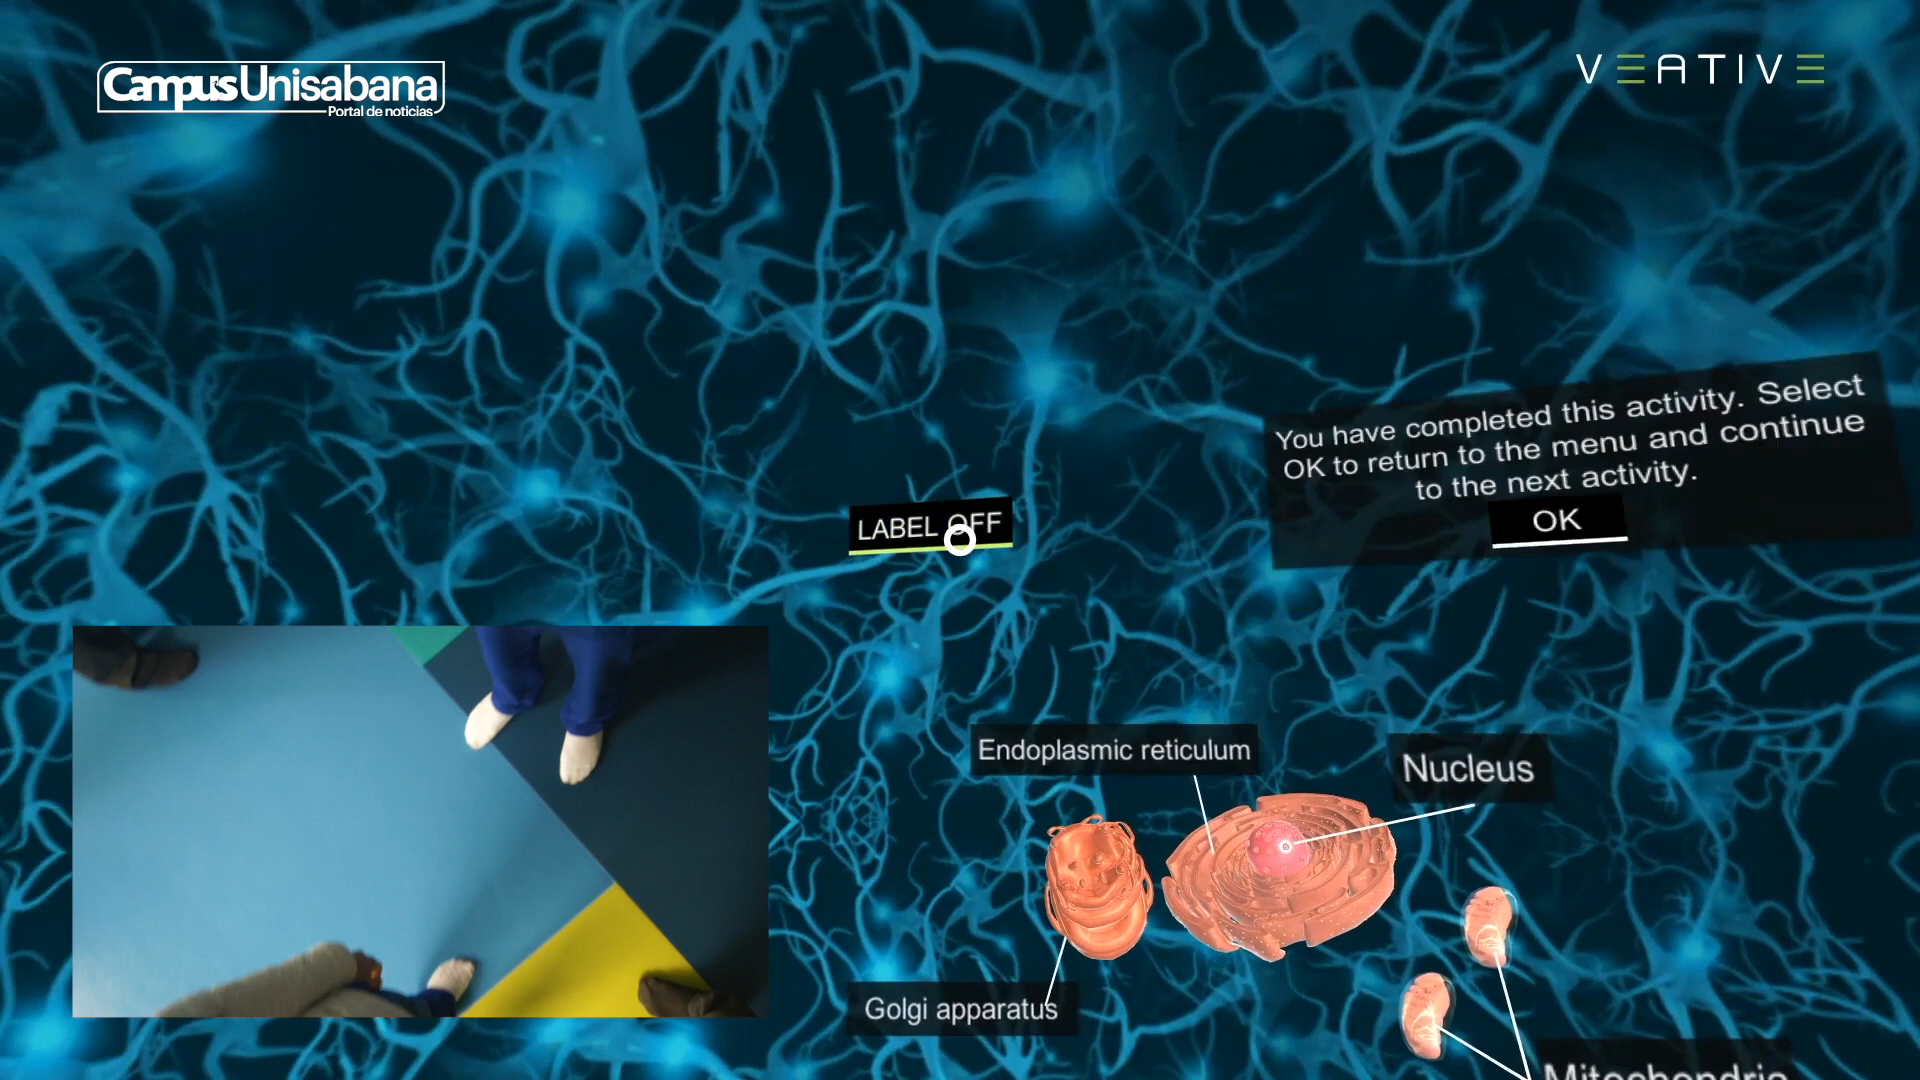 CampusUnisabana
Portal de noticias
VEATIVE
You have completed this activity. Select
OK to return to the menu and continue
to the next activity.
OK
LABEL OFF
Endoplasmic reticulum
Nucleus
Golgi apparatus
Mitochondria